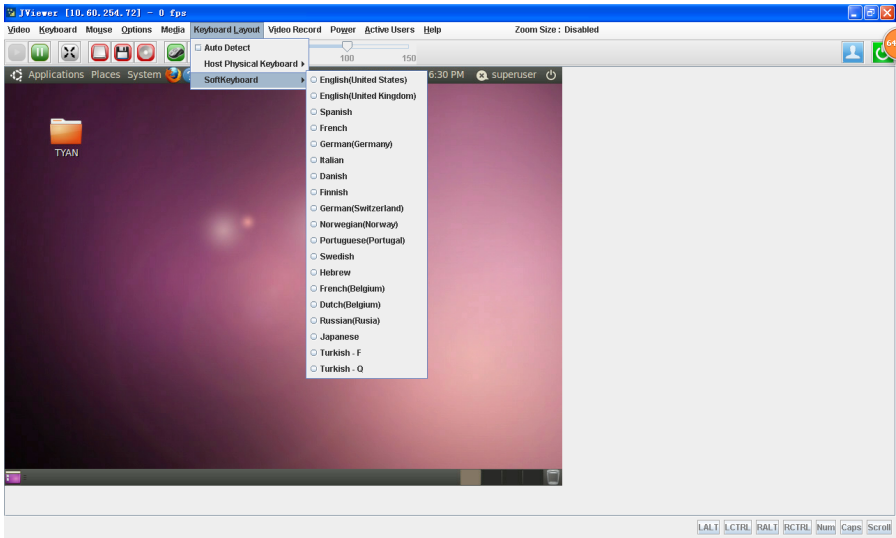 JViewer [10.60.254.72] - 0 fps
Video Keyboard Mouse Options Media Keyboard Layout Video Record Power Active Users Help Zoom Size : Disabled
64
Auto Detect
100 150
Host Physical Keyboard
Applications Places System 6:30 PM superuser
SoftKeyboard
English(United States)
English(United Kingdom)
Spanish
French
German(Germany)
TYAN
Italian
Danish
Finnish
German(Switzerland)
Norwegian(Norway)
Portuguese(Portugal)
Swedish
Hebrew
French(Belgium)
Dutch(Belgium)
Russian(Rusia)
Japanese
Turkish - F
Turkish - Q
LALT LCTRL RALT RCTRL Num Caps Scroll